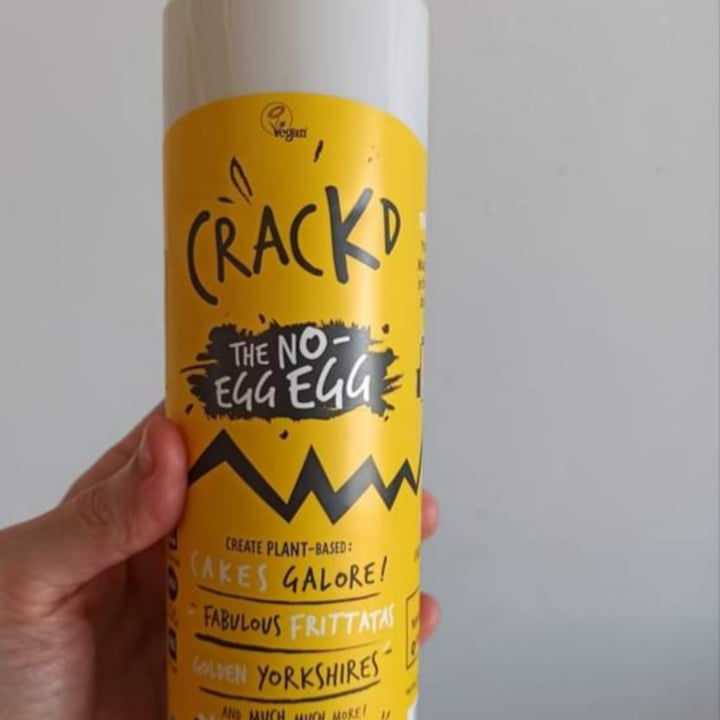 vegan
CRACKD
THE NO-
EGG EGG
CREATE PLANT-BASED:
CAKES GALORE!
FABULOUS FRITTATAS
GOLDEN YORKSHIRES
AND MUCH, MUCH MORE!